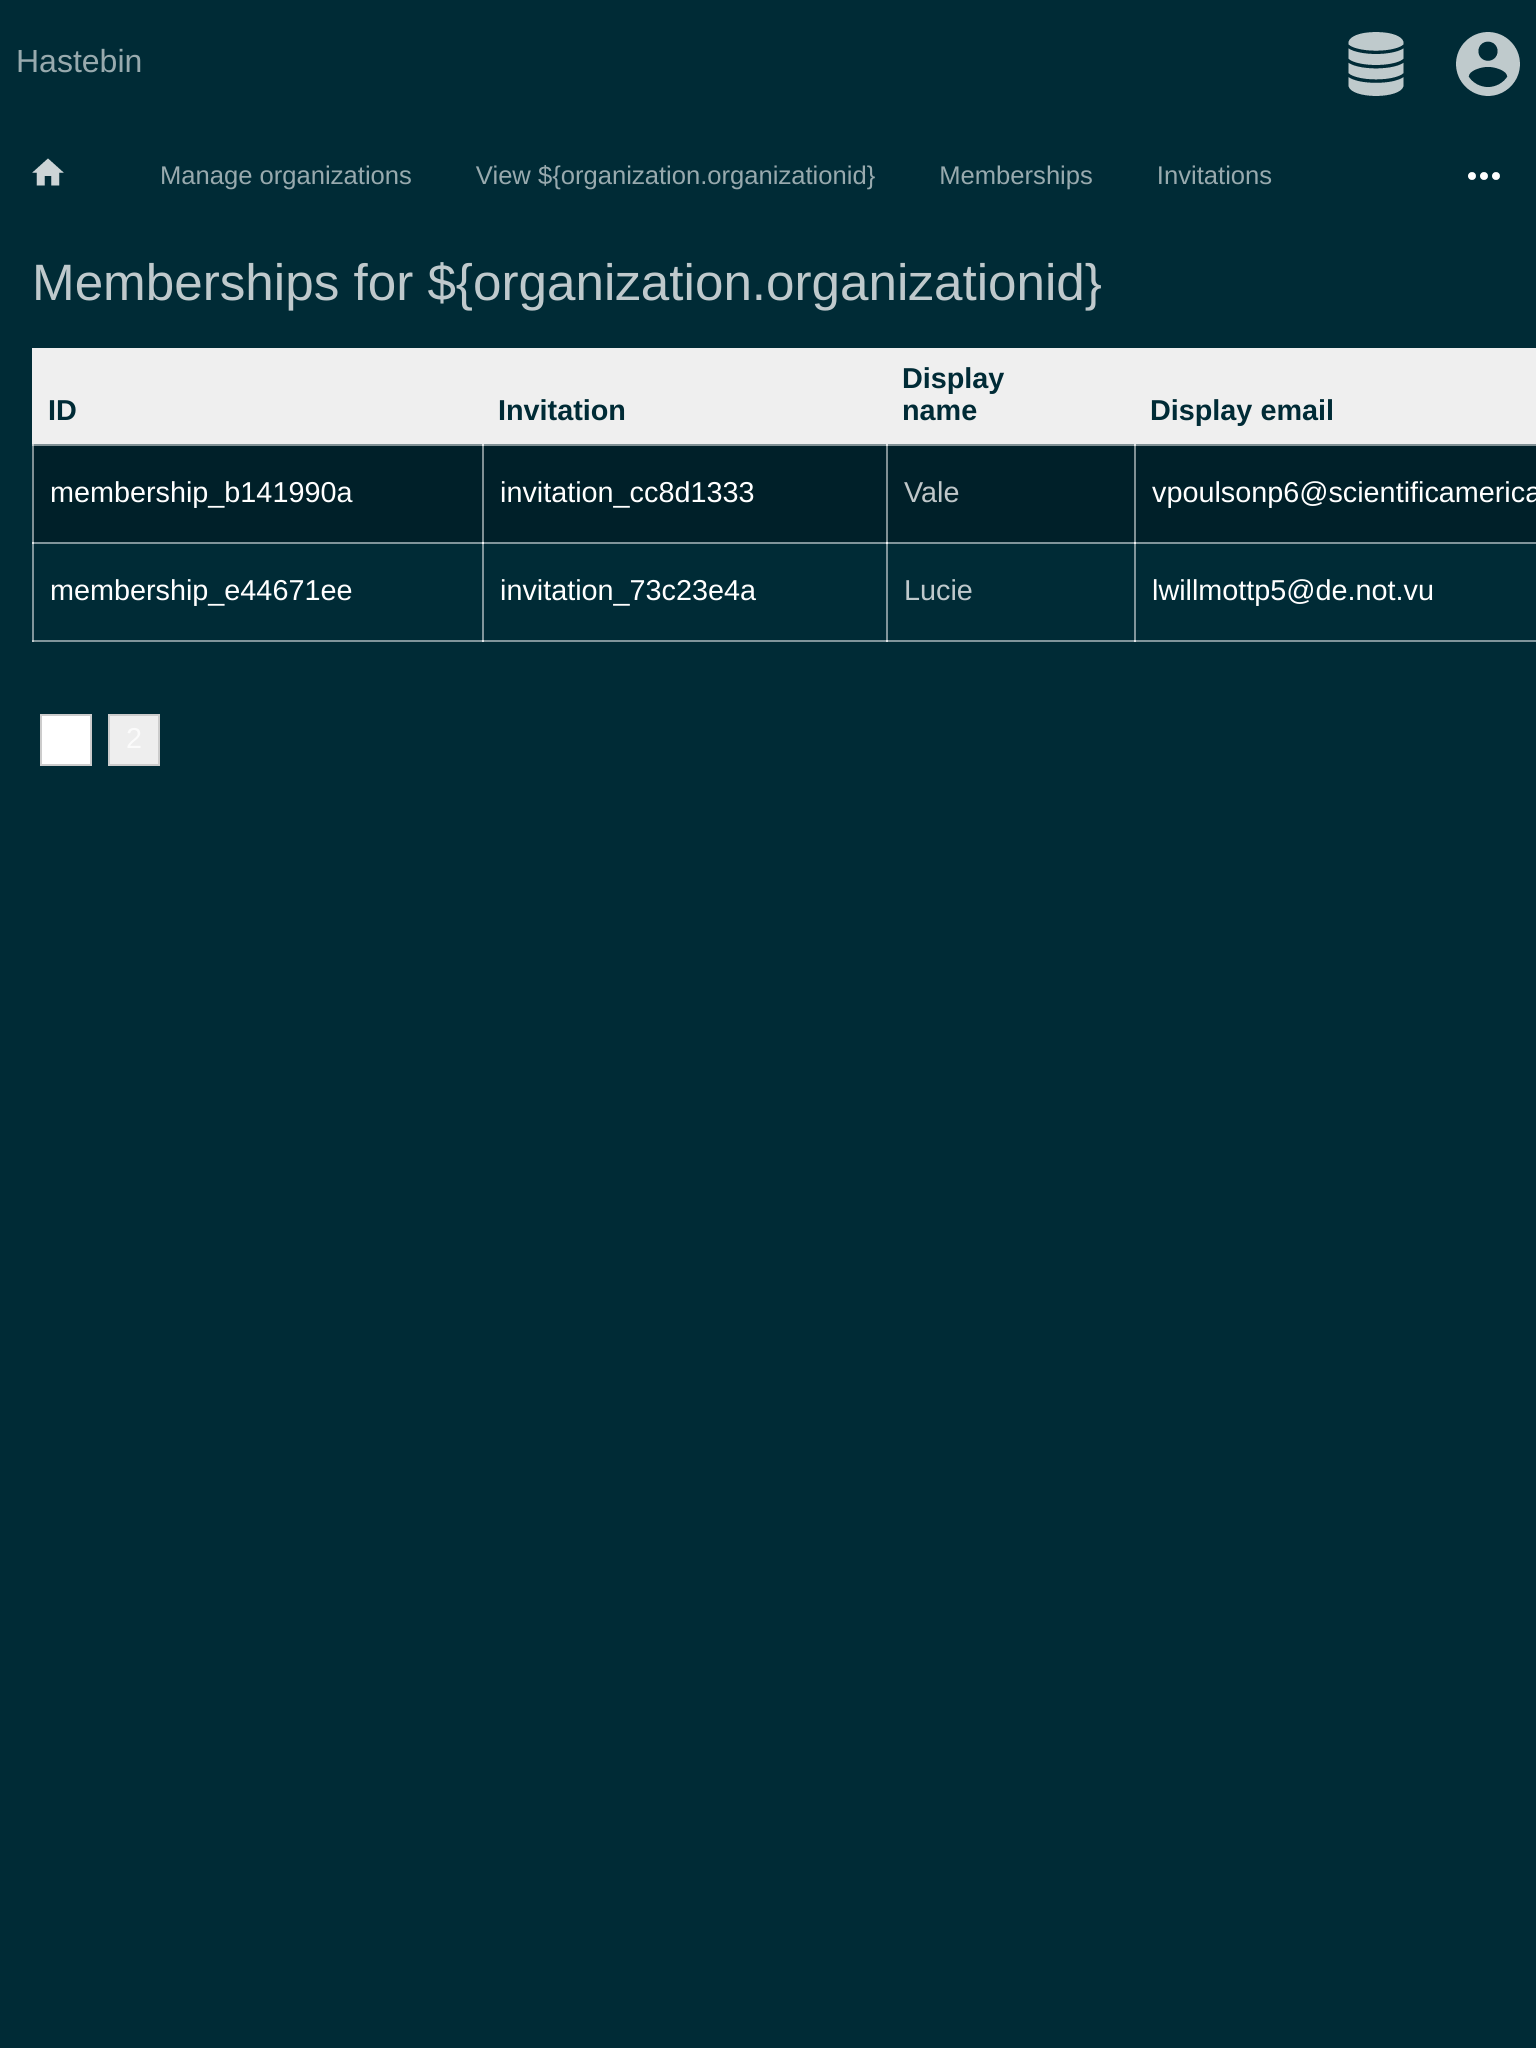 Hastebin
Manage organizations View ${organization.organizationid} Memberships Invitations
Memberships for ${organization.organizationid}
ID Invitation Display name Display email
membership_b141990a invitation_cc8d1333 Vale vpoulsonp6@scientificamerica
membership_e44671ee invitation_73c23e4a Lucie lwillmottp5@de.not.vu
2